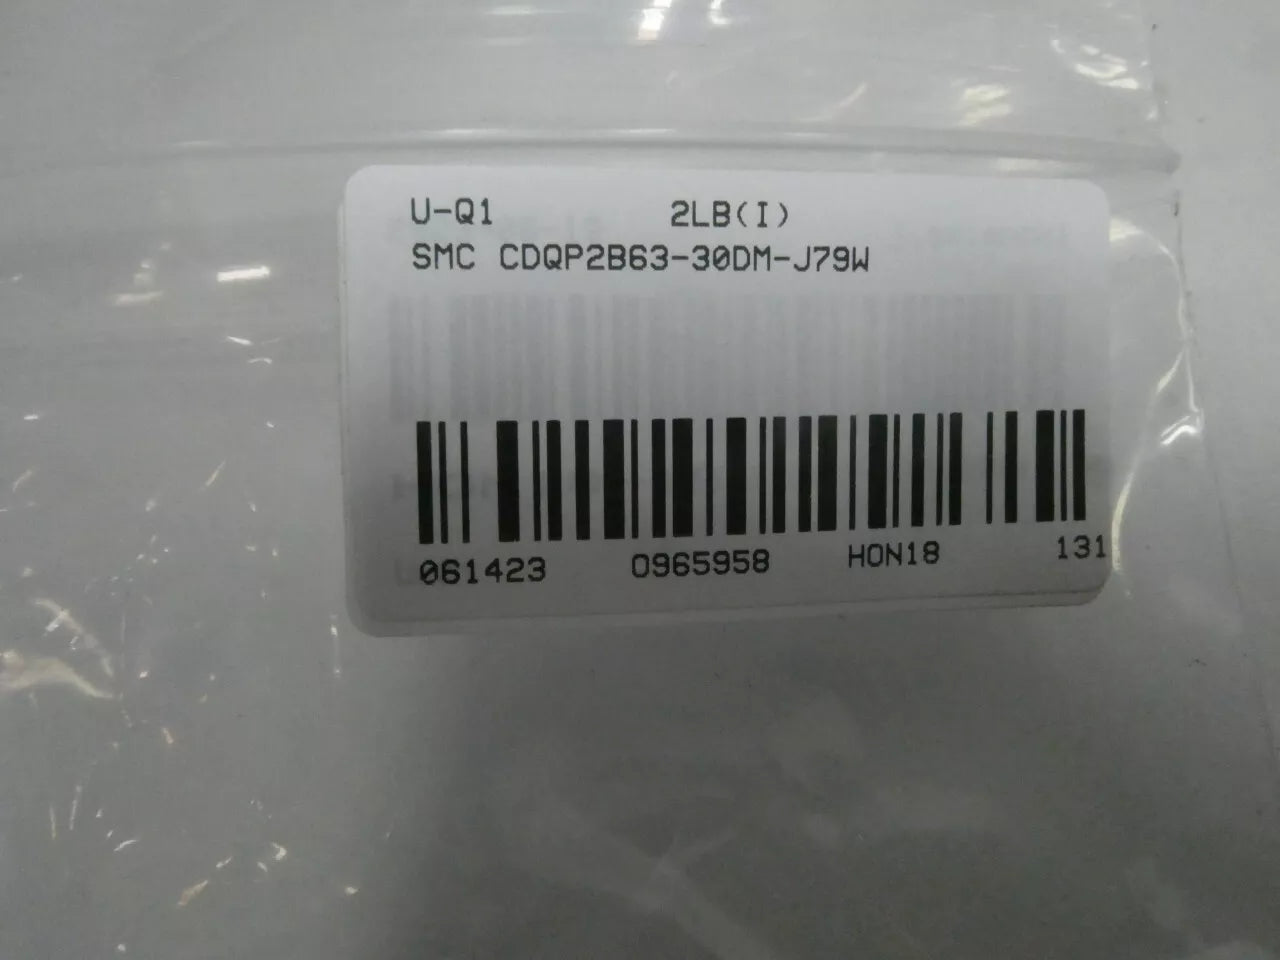 U-Q1 2LB(I)
SMC CDQP2B63-30DM-J79W
061423 0965958 HON18 131